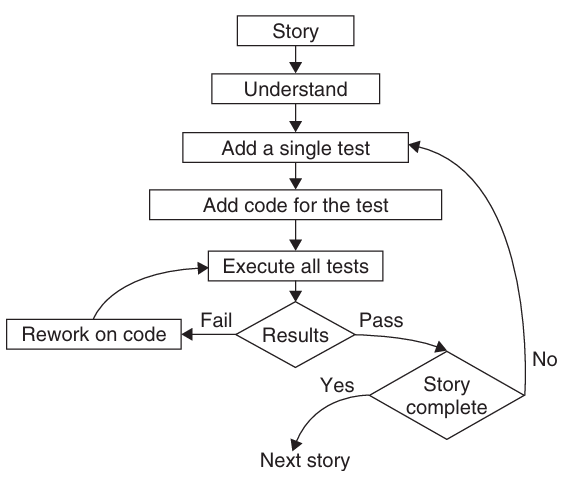 Story
Understand
Add a single test
Add code for the test
Execute all tests
Fail
Results
Pass
Rework on code
No
Yes
Story
complete
Next story